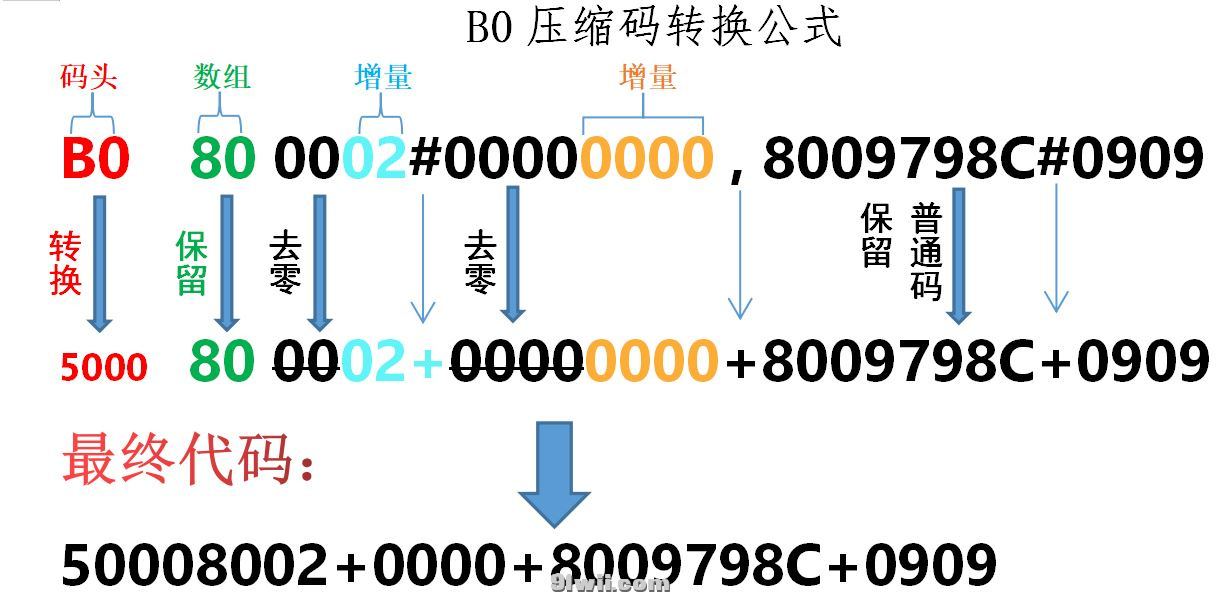 B0 压缩码转换公式
码头 数组 增量 增量
B0 80 0002#00000000，8009798C#0909
转换 保留 去零 去零 保留 普通码
5000 80 0002+00000000+8009798C+0909
最终代码：
50008002+0000+8009798C+0909
91wii.com